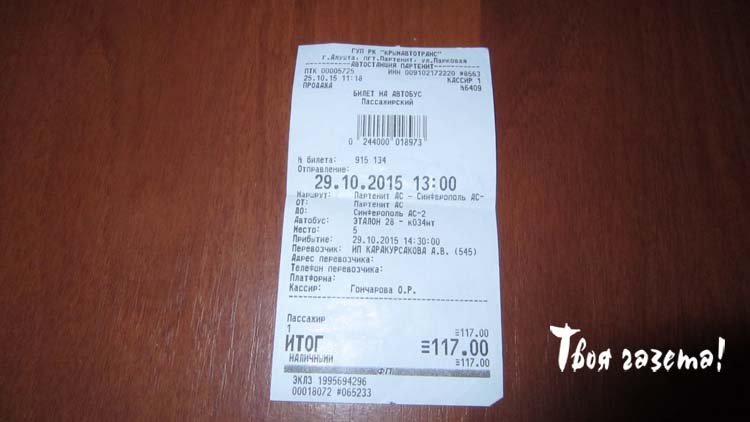 ГУП РК "КРЫМАВТОТРАНС"
г.Алушта, пгт.Партенит, ул.Парковая
АВТОСТАНЦИЯ ПАРТЕНИТ
ПТК 00005725 ИНН 009102172220 #8563
25.10.15 11:18 КАССИР 1
ПРОДАЖА №6409
БИЛЕТ НА АВТОБУС
Пассажирский
0 244000 018973
№ билета: 915 134
Отправление:
29.10.2015 13:00
Маршрут: Партенит АС - Симферополь АС-
ОТ: Партенит АС
ДО: Симферополь АС-2
Автобус: ЭТАЛОН 28 - к034нт
Место: 5
Прибытие: 29.10.2015 14:30:00
Перевозчик: ИП КАРАКУРСАКОВА А.В. (545)
Адрес перевозчика:
Телефон перевозчика:
Платформа:
Кассир: Гончарова О.Р.
Пассажир
1 ≡117.00
ИТОГ ≡117.00
НАЛИЧНЫМИ ≡117.00
ФП
ЭКЛЗ 1995694296
00018072 #065233
Твоя газета!